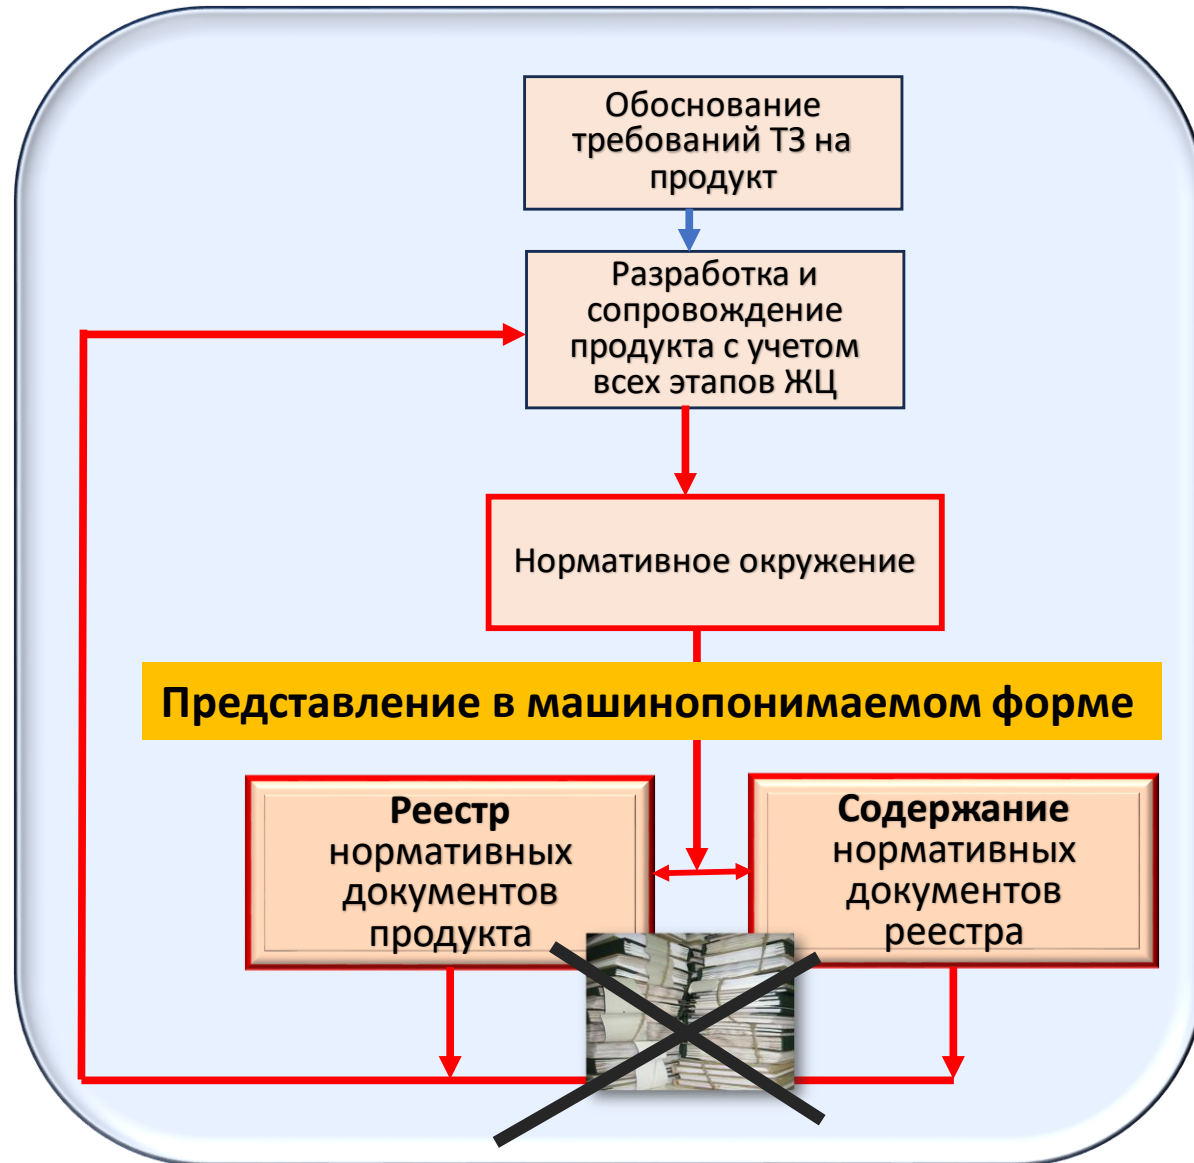 Обоснование
требований ТЗ на
продукт
Разработка и
сопровождение
продукта с учетом
всех этапов ЖЦ
Нормативное окружение
Представление в машинопонимаемом форме
Реестр
нормативных
документов
продукта
Содержание
нормативных
документов
реестра